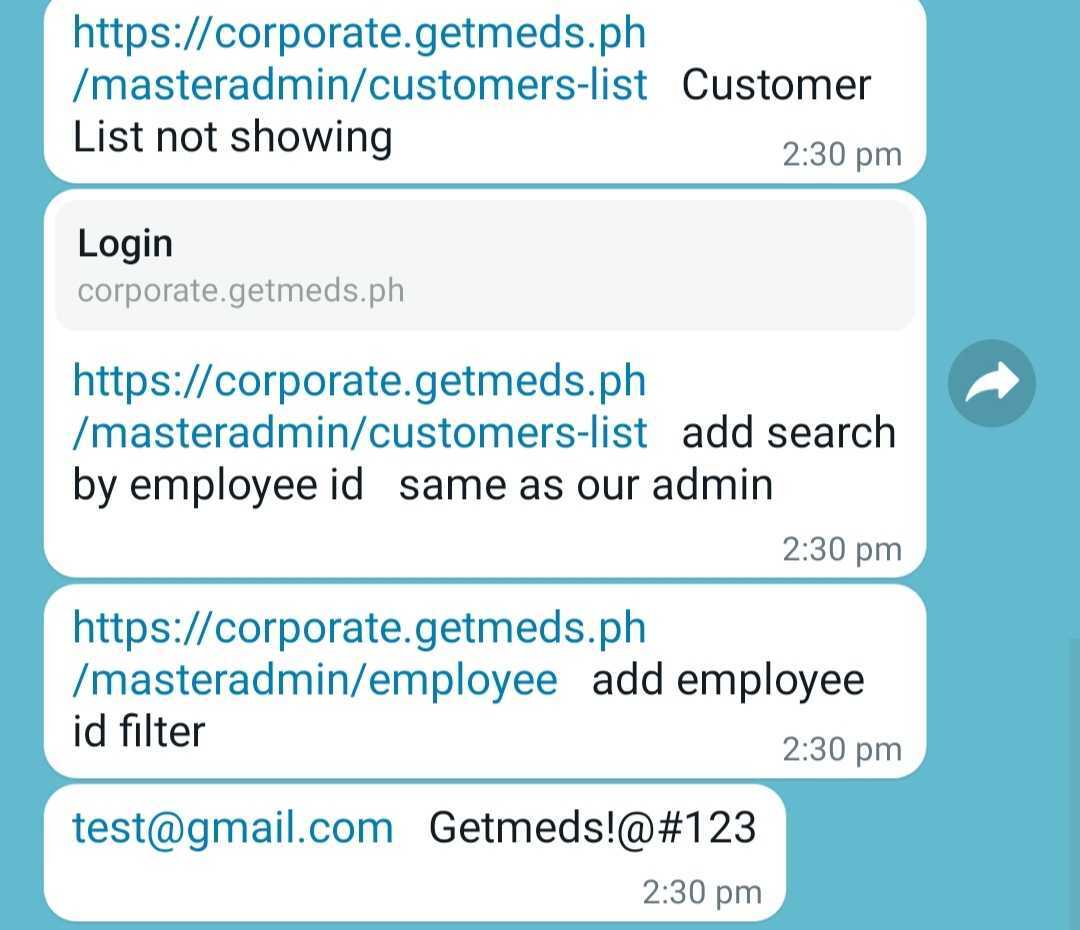 https://corporate.getmeds.ph
/masteradmin/customers-list Customer
List not showing
2:30 pm
Login
corporate.getmeds.ph
https://corporate.getmeds.ph
/masteradmin/customers-list add search
by employee id same as our admin
2:30 pm
https://corporate.getmeds.ph
/masteradmin/employee add employee
id filter
2:30 pm
test@gmail.com Getmeds!@#123
2:30 pm